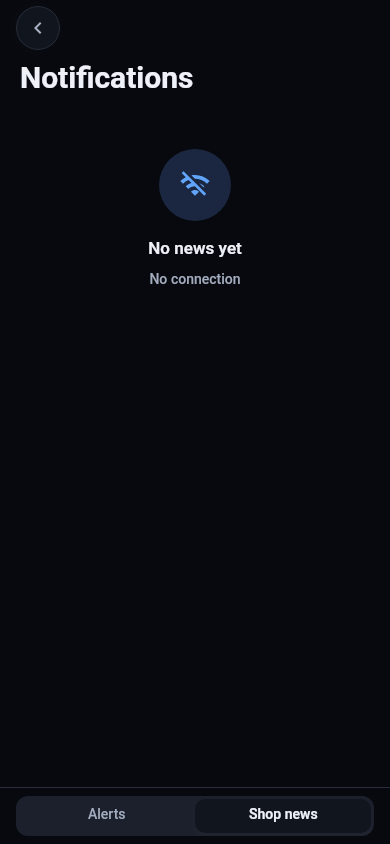 Notifications
No news yet
No connection
Alerts
Shop news